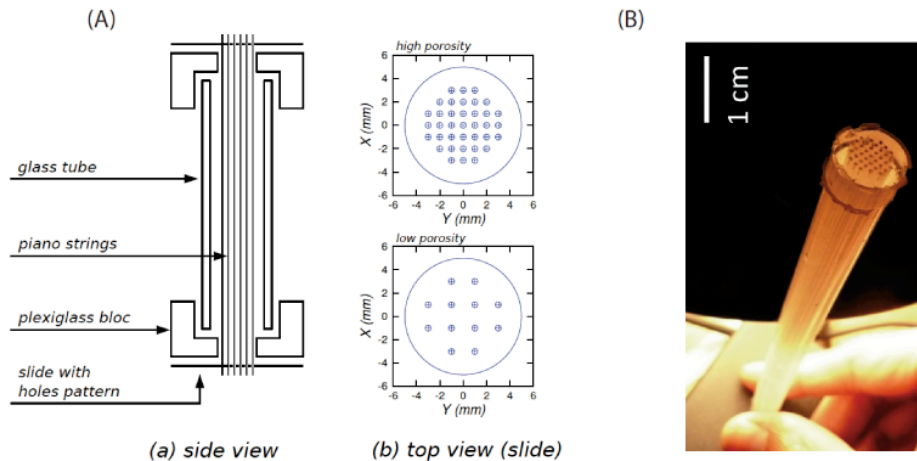 (A)
(B)
glass tube
piano strings
plexiglass bloc
slide with
holes pattern
(a) side view
high porosity
6
4
2
0
-2
-4
-6
X (mm)
-6 -4 -2 0 2 4 6
Y (mm)
low porosity
6
4
2
0
-2
-4
-6
X (mm)
-6 -4 -2 0 2 4 6
Y (mm)
(b) top view (slide)
1 cm